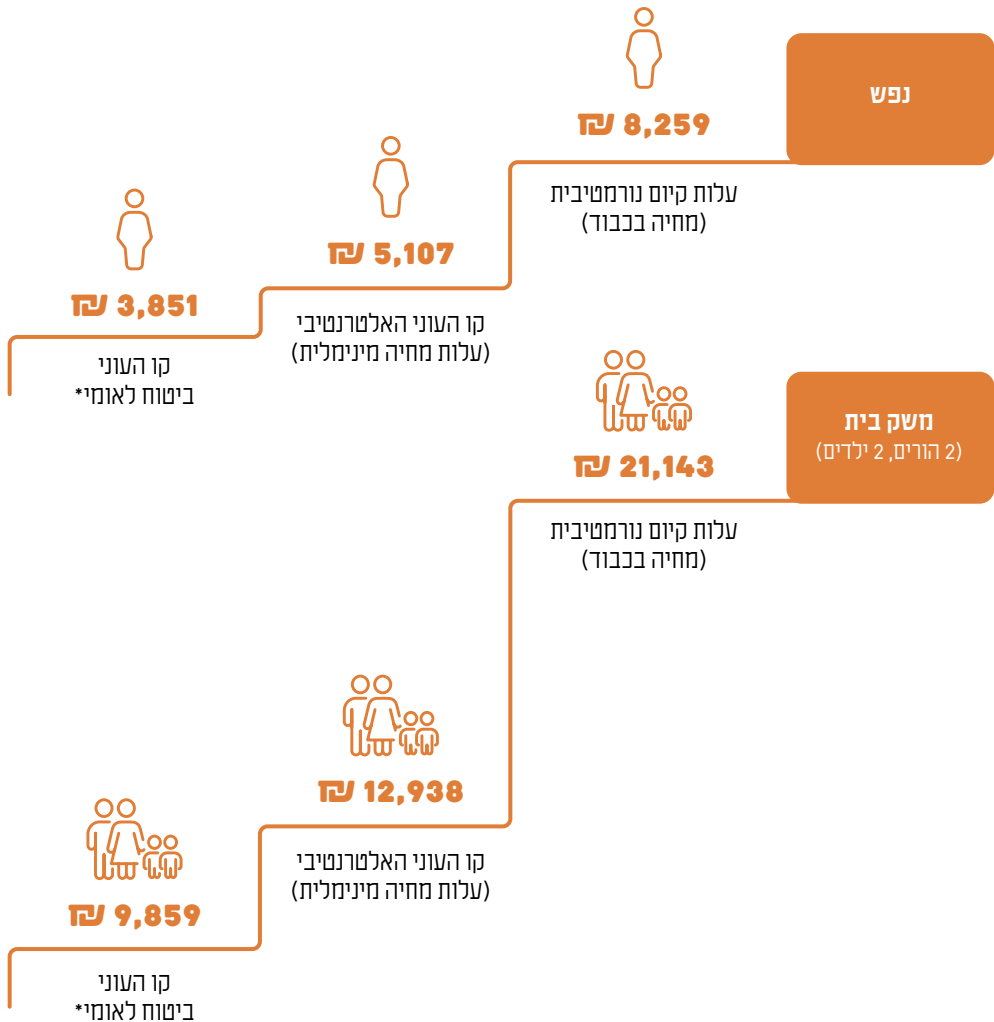 נפש
8,259 ₪
עלות קיום נורמטיבית
(מחיה בכבוד)
5,107 ₪
קו העוני האלטרנטיבי
(עלות מחיה מינימלית)
3,851 ₪
קו העוני
ביטוח לאומי*
משק בית
(2 הורים, 2 ילדים)
21,143 ₪
עלות קיום נורמטיבית
(מחיה בכבוד)
12,938 ₪
קו העוני האלטרנטיבי
(עלות מחיה מינימלית)
9,859 ₪
קו העוני
ביטוח לאומי*